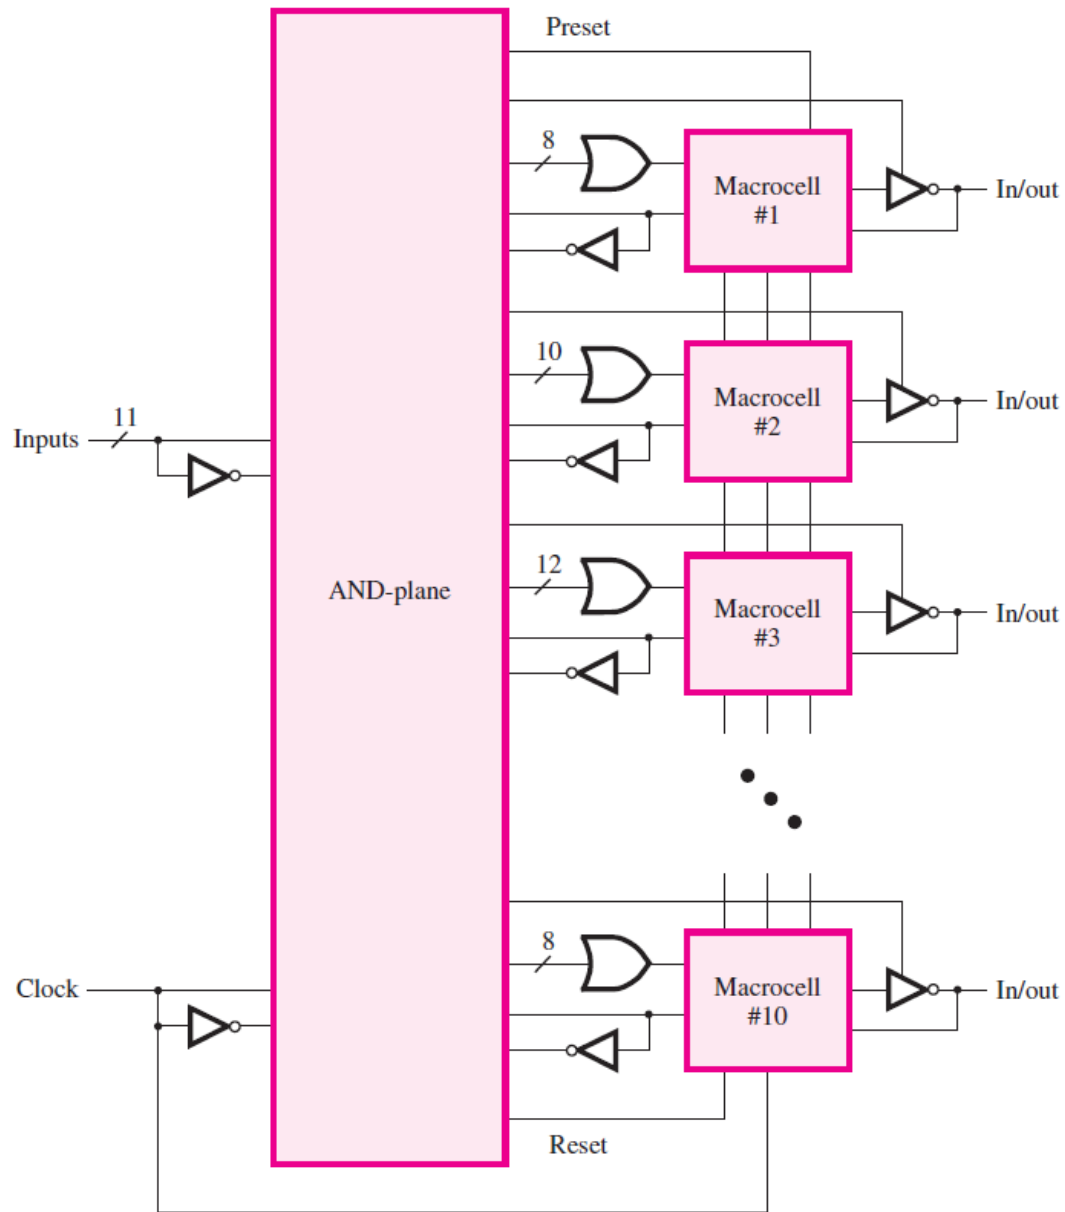 Preset
8
Macrocell
#1
In/out
10
Macrocell
#2
In/out
11
Inputs
12
AND-plane
Macrocell
#3
In/out
8
Clock
Macrocell
#10
In/out
Reset